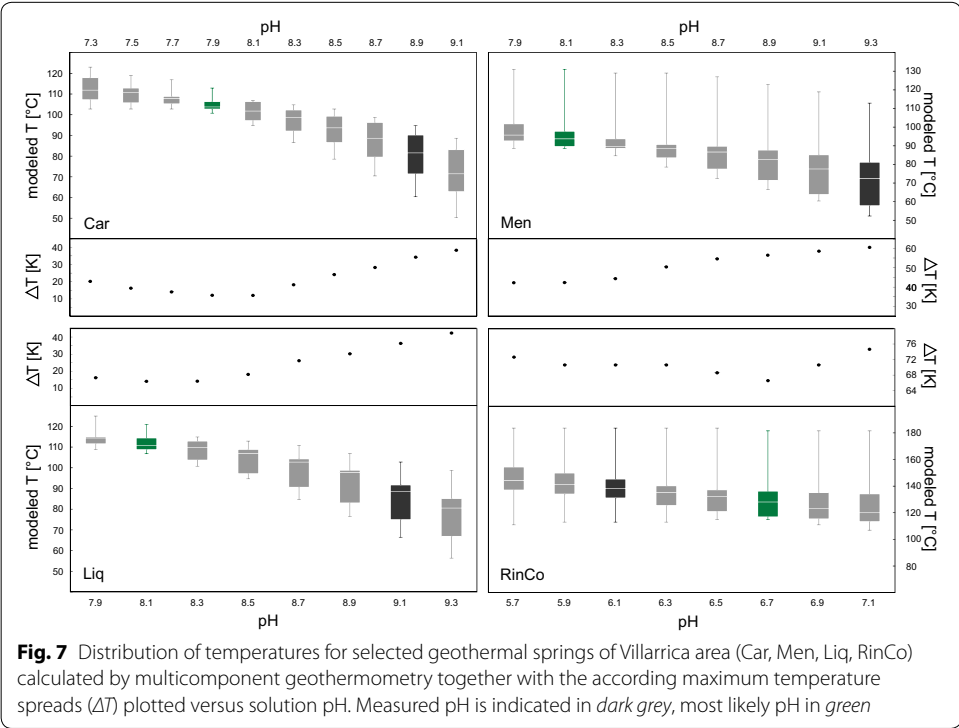 pH
7.3 7.5 7.7 7.9 8.1 8.3 8.5 8.7 8.9 9.1
modeled T [°C]
120
110
100
90
80
70
60
50
Car
ΔT [K]
40
30
20
10
pH
7.9 8.1 8.3 8.5 8.7 8.9 9.1 9.3
modeled T [°C]
130
120
110
100
90
80
70
60
50
Men
ΔT [K]
60
50
40
30
ΔT [K]
40
30
20
10
modeled T [°C]
120
110
100
90
80
70
60
50
Liq
7.9 8.1 8.3 8.5 8.7 8.9 9.1 9.3
pH
ΔT [K]
76
72
68
64
modeled T [°C]
180
160
140
120
100
80
RinCo
5.7 5.9 6.1 6.3 6.5 6.7 6.9 7.1
pH
Fig. 7 Distribution of temperatures for selected geothermal springs of Villarrica area (Car, Men, Liq, RinCo)
calculated by multicomponent geothermometry together with the according maximum temperature
spreads (ΔT) plotted versus solution pH. Measured pH is indicated in dark grey, most likely pH in green